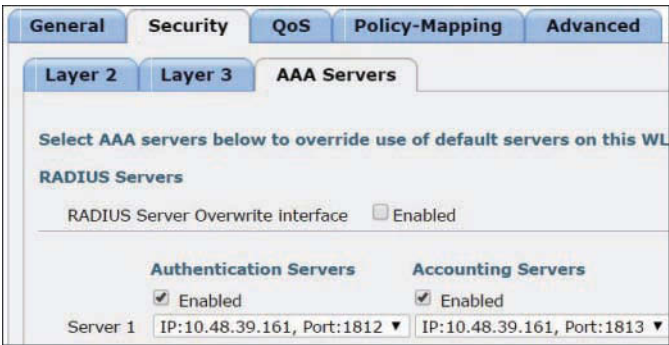 General Security QoS Policy-Mapping Advanced
Layer 2 Layer 3 AAA Servers
Select AAA servers below to override use of default servers on this WL
RADIUS Servers
RADIUS Server Overwrite interface Enabled
Authentication Servers Accounting Servers
Enabled Enabled
Server 1 IP:10.48.39.161, Port:1812 IP:10.48.39.161, Port:1813